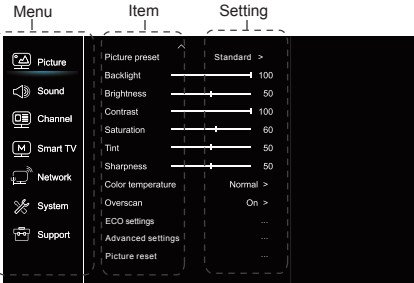 Menu Item Setting
Picture
Sound
Channel
M Smart TV
Network
System
Support
Picture preset Standard >
Backlight 100
Brightness 50
Contrast 100
Saturation 60
Tint 50
Sharpness 50
Color temperature Normal >
Overscan On >
ECO settings ...
Advanced settings ...
Picture reset ...